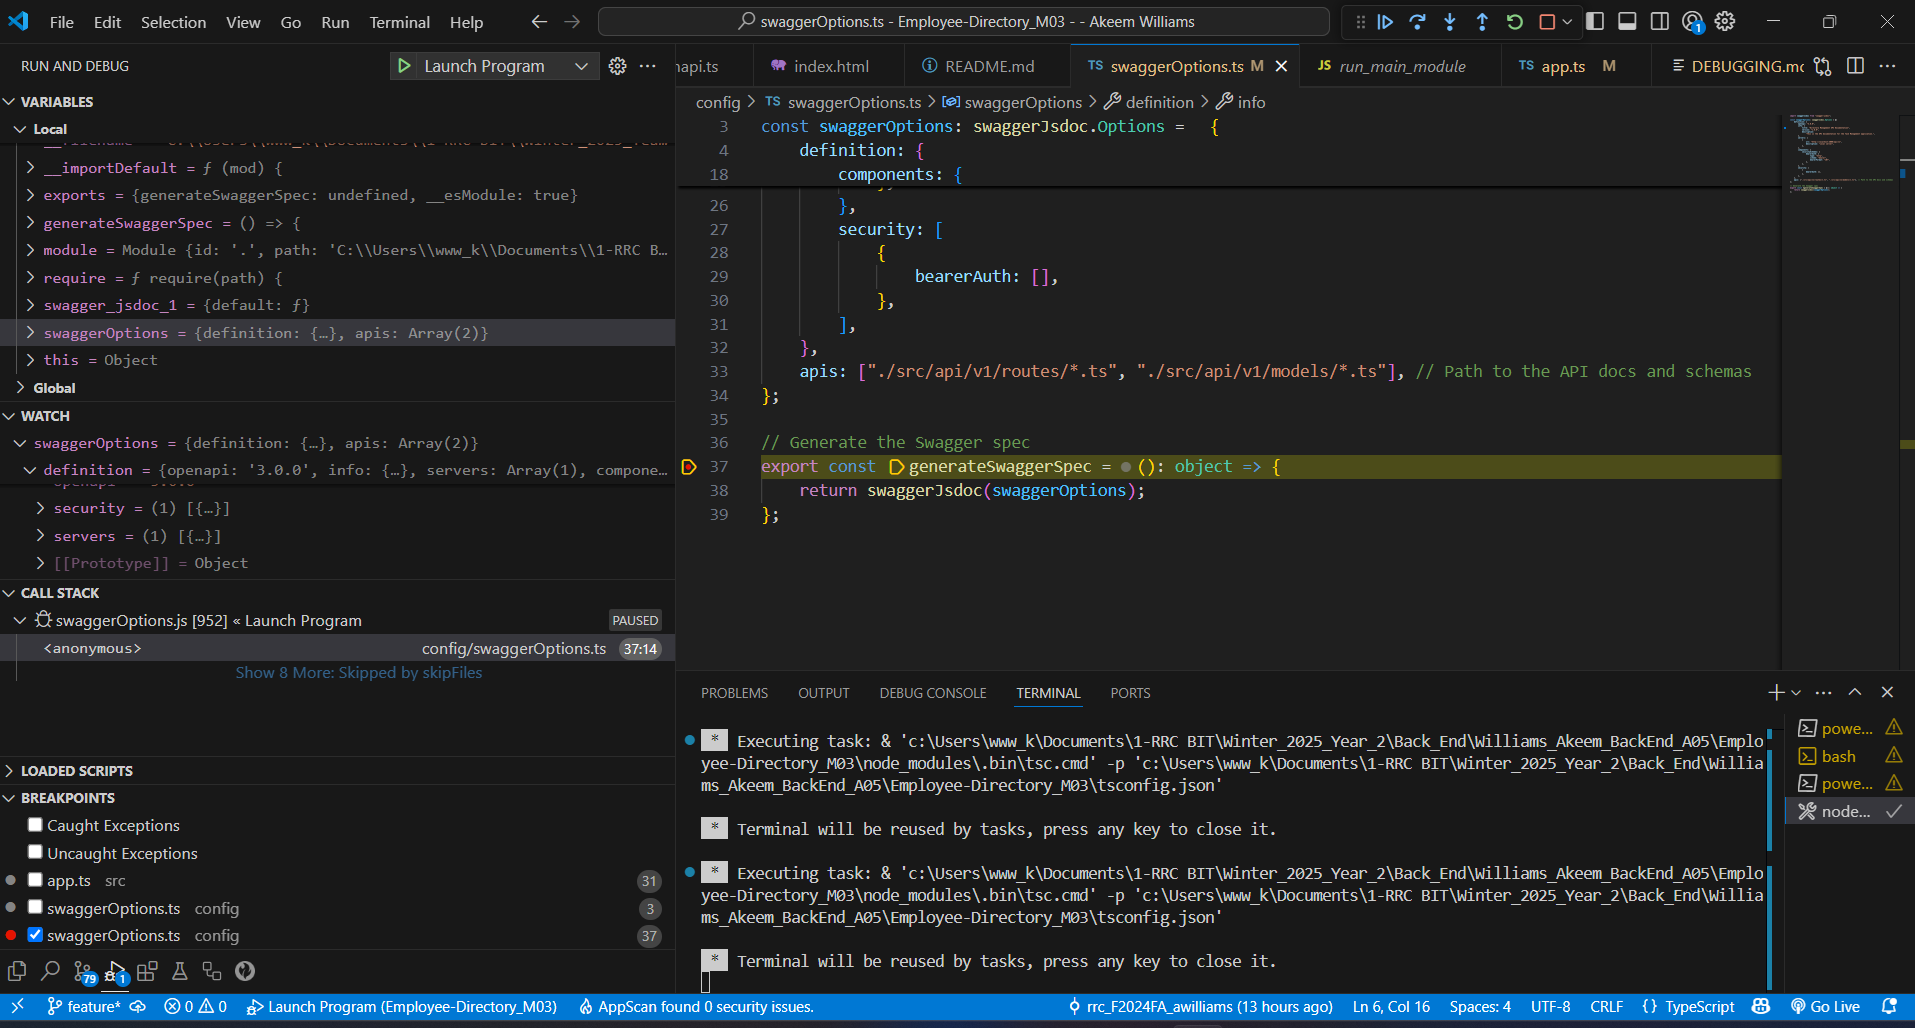 File Edit Selection View Go Run Terminal Help
swaggerOptions.ts - Employee-Directory_M03 - - Akeem Williams
1
RUN AND DEBUG
Launch Program
VARIABLES
Local
__importDefault = ƒ (mod) {
exports = {generateSwaggerSpec: undefined, __esModule: true}
generateSwaggerSpec = () => {
module = Module {id: '.', path: 'C:\\Users\\www_k\\Documents\\1-RRC B…
require = ƒ require(path) {
swagger_jsdoc_1 = {default: ƒ}
swaggerOptions = {definition: {…}, apis: Array(2)}
this = Object
Global
WATCH
swaggerOptions = {definition: {…}, apis: Array(2)}
definition = {openapi: '3.0.0', info: {…}, servers: Array(1), compone…
security = (1) [{…}]
servers = (1) [{…}]
[[Prototype]] = Object
CALL STACK
swaggerOptions.js [952] « Launch Program PAUSED
<anonymous> config/swaggerOptions.ts 37:14
Show 8 More: Skipped by skipFiles
LOADED SCRIPTS
BREAKPOINTS
Caught Exceptions
Uncaught Exceptions
app.ts src 31
swaggerOptions.ts config 3
swaggerOptions.ts config 37
79 1
napi.ts index.html README.md TS swaggerOptions.ts M JS run_main_module TS app.ts M DEBUGGING.mc
config > TS swaggerOptions.ts > swaggerOptions > definition > info
3 const swaggerOptions: swaggerJsdoc.Options = {
4 definition: {
18 components: {
26 },
27 security: [
28 {
29 bearerAuth: [],
30 },
31 ],
32 },
33 apis: ["./src/api/v1/routes/*.ts", "./src/api/v1/models/*.ts"], // Path to the API docs and schemas
34 };
35
36 // Generate the Swagger spec
37 export const generateSwaggerSpec = (): object => {
38 return swaggerJsdoc(swaggerOptions);
39 };
PROBLEMS OUTPUT DEBUG CONSOLE TERMINAL PORTS
* Executing task: & 'c:\Users\www_k\Documents\1-RRC BIT\Winter_2025_Year_2\Back_End\Williams_Akeem_BackEnd_A05\Emplo
yee-Directory_M03\node_modules\.bin\tsc.cmd' -p 'c:\Users\www_k\Documents\1-RRC BIT\Winter_2025_Year_2\Back_End\Willia
ms_Akeem_BackEnd_A05\Employee-Directory_M03\tsconfig.json'
* Terminal will be reused by tasks, press any key to close it.
* Executing task: & 'c:\Users\www_k\Documents\1-RRC BIT\Winter_2025_Year_2\Back_End\Williams_Akeem_BackEnd_A05\Emplo
yee-Directory_M03\node_modules\.bin\tsc.cmd' -p 'c:\Users\www_k\Documents\1-RRC BIT\Winter_2025_Year_2\Back_End\Willia
ms_Akeem_BackEnd_A05\Employee-Directory_M03\tsconfig.json'
* Terminal will be reused by tasks, press any key to close it.
powe...
bash
powe...
node...
feature* 0 0 Launch Program (Employee-Directory_M03) AppScan found 0 security issues. rrc_F2024FA_awilliams (13 hours ago) Ln 6, Col 16 Spaces: 4 UTF-8 CRLF {} TypeScript Go Live